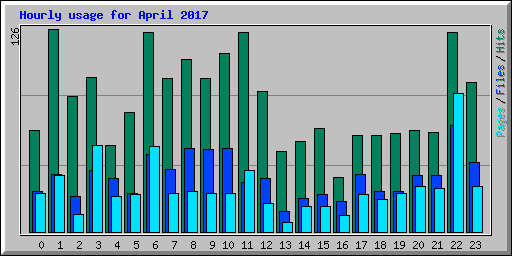 Hourly usage for April 2017
126
Pages/Files/Hits
0 1 2 3 4 5 6 7 8 9 10 11 12 13 14 15 16 17 18 19 20 21 22 23